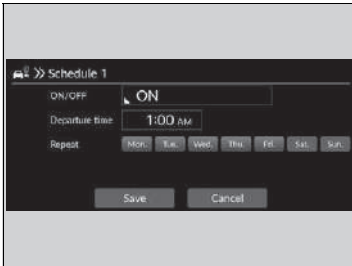 Schedule 1
ON/OFF ON
Departure time 1:00 AM
Repeat Mon. Tue. Wed. Thu. Fri. Sat. Sun.
Save Cancel